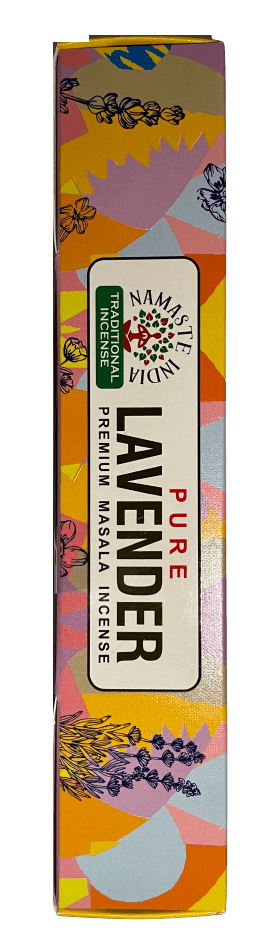 NAMASTE INDIA
TRADITIONAL
INCENSE
PURE
LAVENDER
PREMIUM MASALA INCENSE